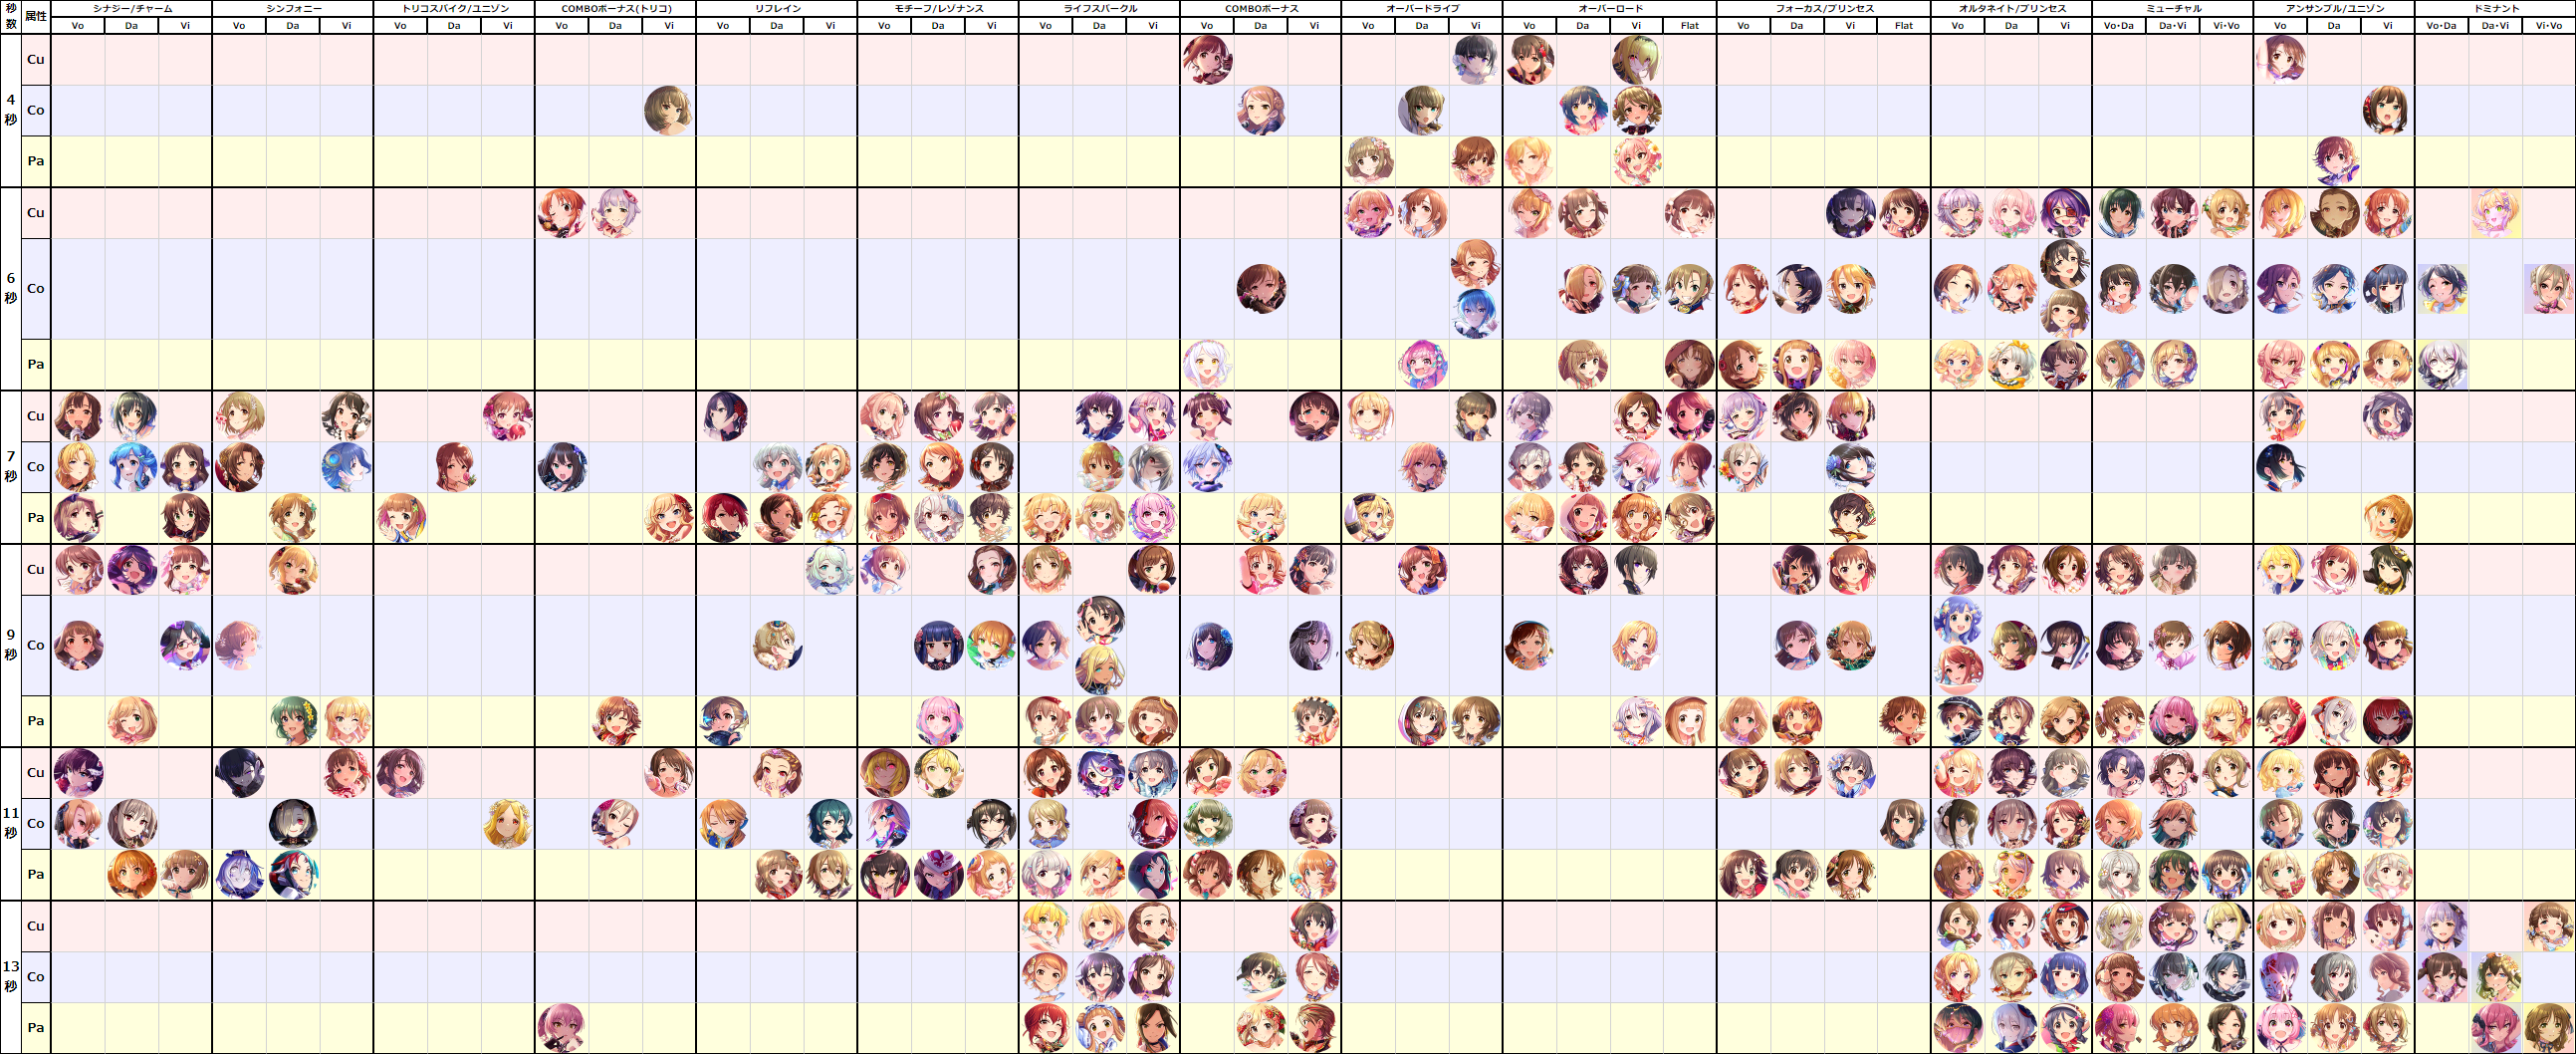 秒数 属性 シナジー/チャーム シンフォニー トリコスパイク/ユニゾン COMBOボーナス(トリコ) リフレイン モチーフ/レゾナンス ライフスパークル COMBOボーナス オーバードライブ オーバーロード フォーカス/プリンセス オルタネイト/プリンセス ミューチャル アンサンブル/ユニゾン ドミナント
Vo Da Vi Vo Da Vi Vo Da Vi Vo Da Vi Vo Da Vi Vo Da Vi Vo Da Vi Vo Da Vi Vo Da Vi Vo Da Vi Flat Vo Da Vi Flat Vo Da Vi Vo・Da Da・Vi Vi・Vo Vo Da Vi Vo・Da Da・Vi Vi・Vo
4秒 Cu
Co
Pa
6秒 Cu
Co
Pa
7秒 Cu
Co
Pa
9秒 Cu
Co
Pa
11秒 Cu
Co
Pa
13秒 Cu
Co
Pa